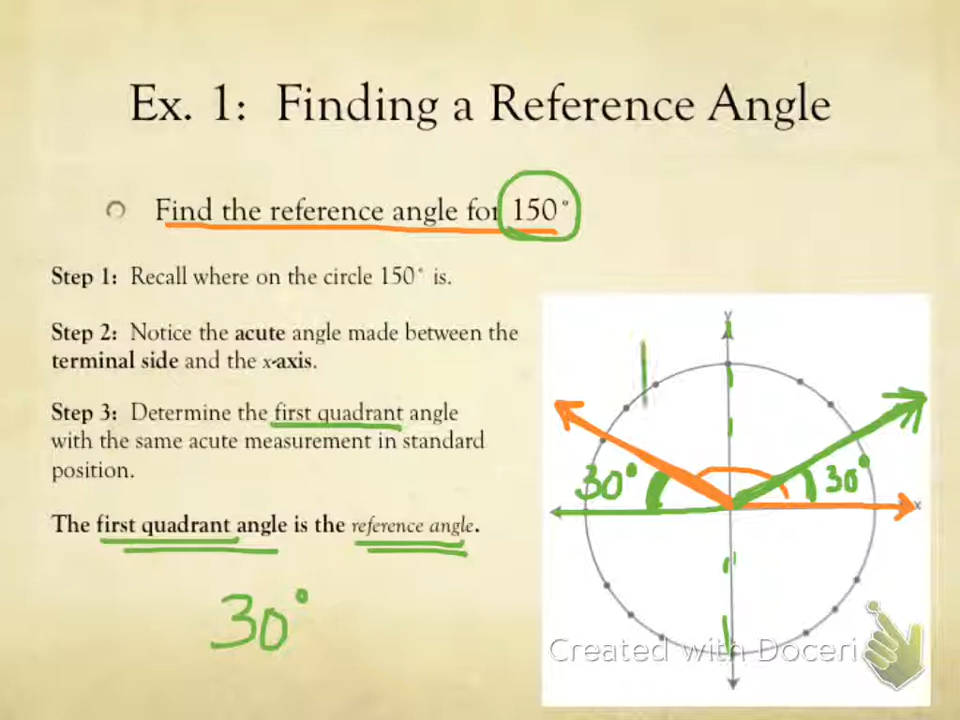 Ex. 1: Finding a Reference Angle
Find the reference angle for 150°
Step 1: Recall where on the circle 150° is.
Step 2: Notice the acute angle made between the
terminal side and the x-axis.
Step 3: Determine the first quadrant angle
with the same acute measurement in standard
position.
The first quadrant angle is the reference angle.
30°
y
30°
30°
x
Created with Doceri